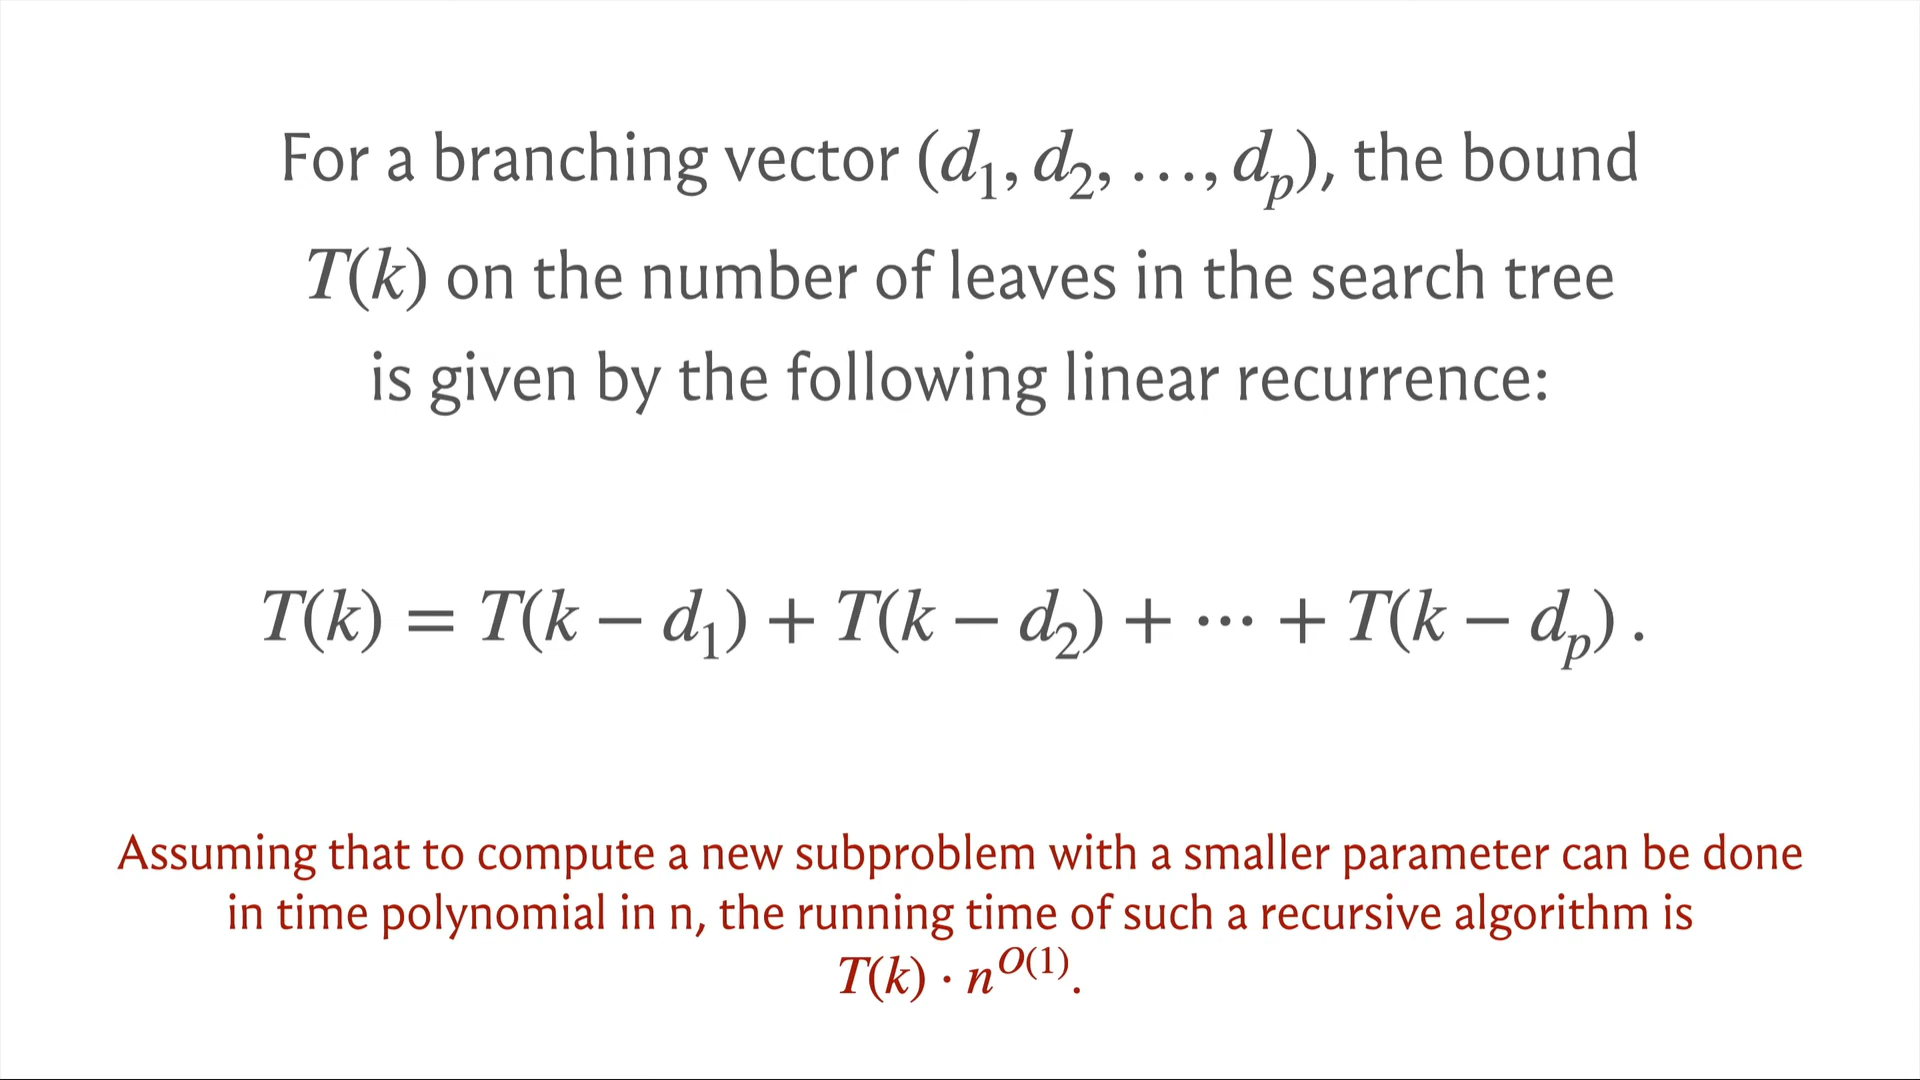 For a branching vector (d₁, d₂, …, dₚ), the bound
T(k) on the number of leaves in the search tree
is given by the following linear recurrence:
T(k) = T(k − d₁) + T(k − d₂) + ⋯ + T(k − dₚ) .
Assuming that to compute a new subproblem with a smaller parameter can be done
in time polynomial in n, the running time of such a recursive algorithm is
T(k) · n^{O(1)}.